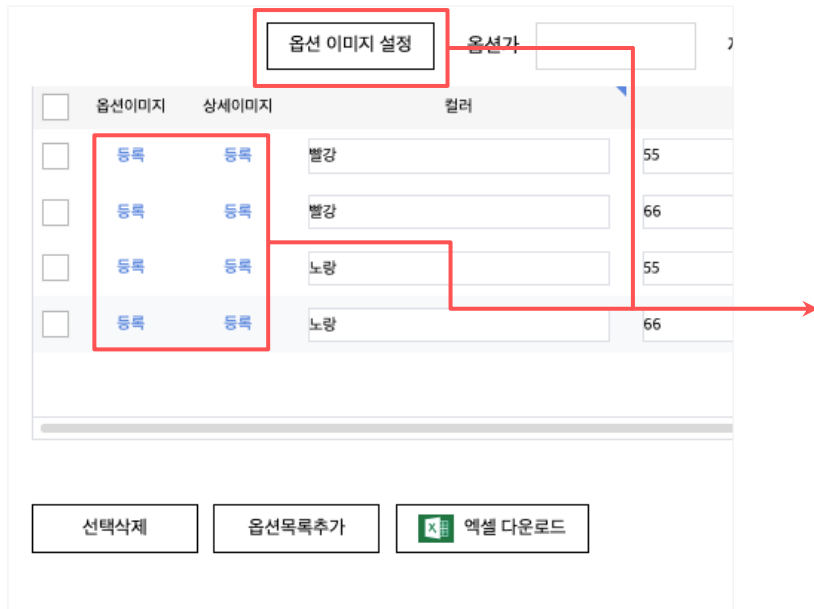 옵션 이미지 설정 옵션가
옵션이미지 상세이미지 컬러
등록 등록 빨강 55
등록 등록 빨강 66
등록 등록 노랑 55
등록 등록 노랑 66
선택삭제 옵션목록추가 엑셀 다운로드